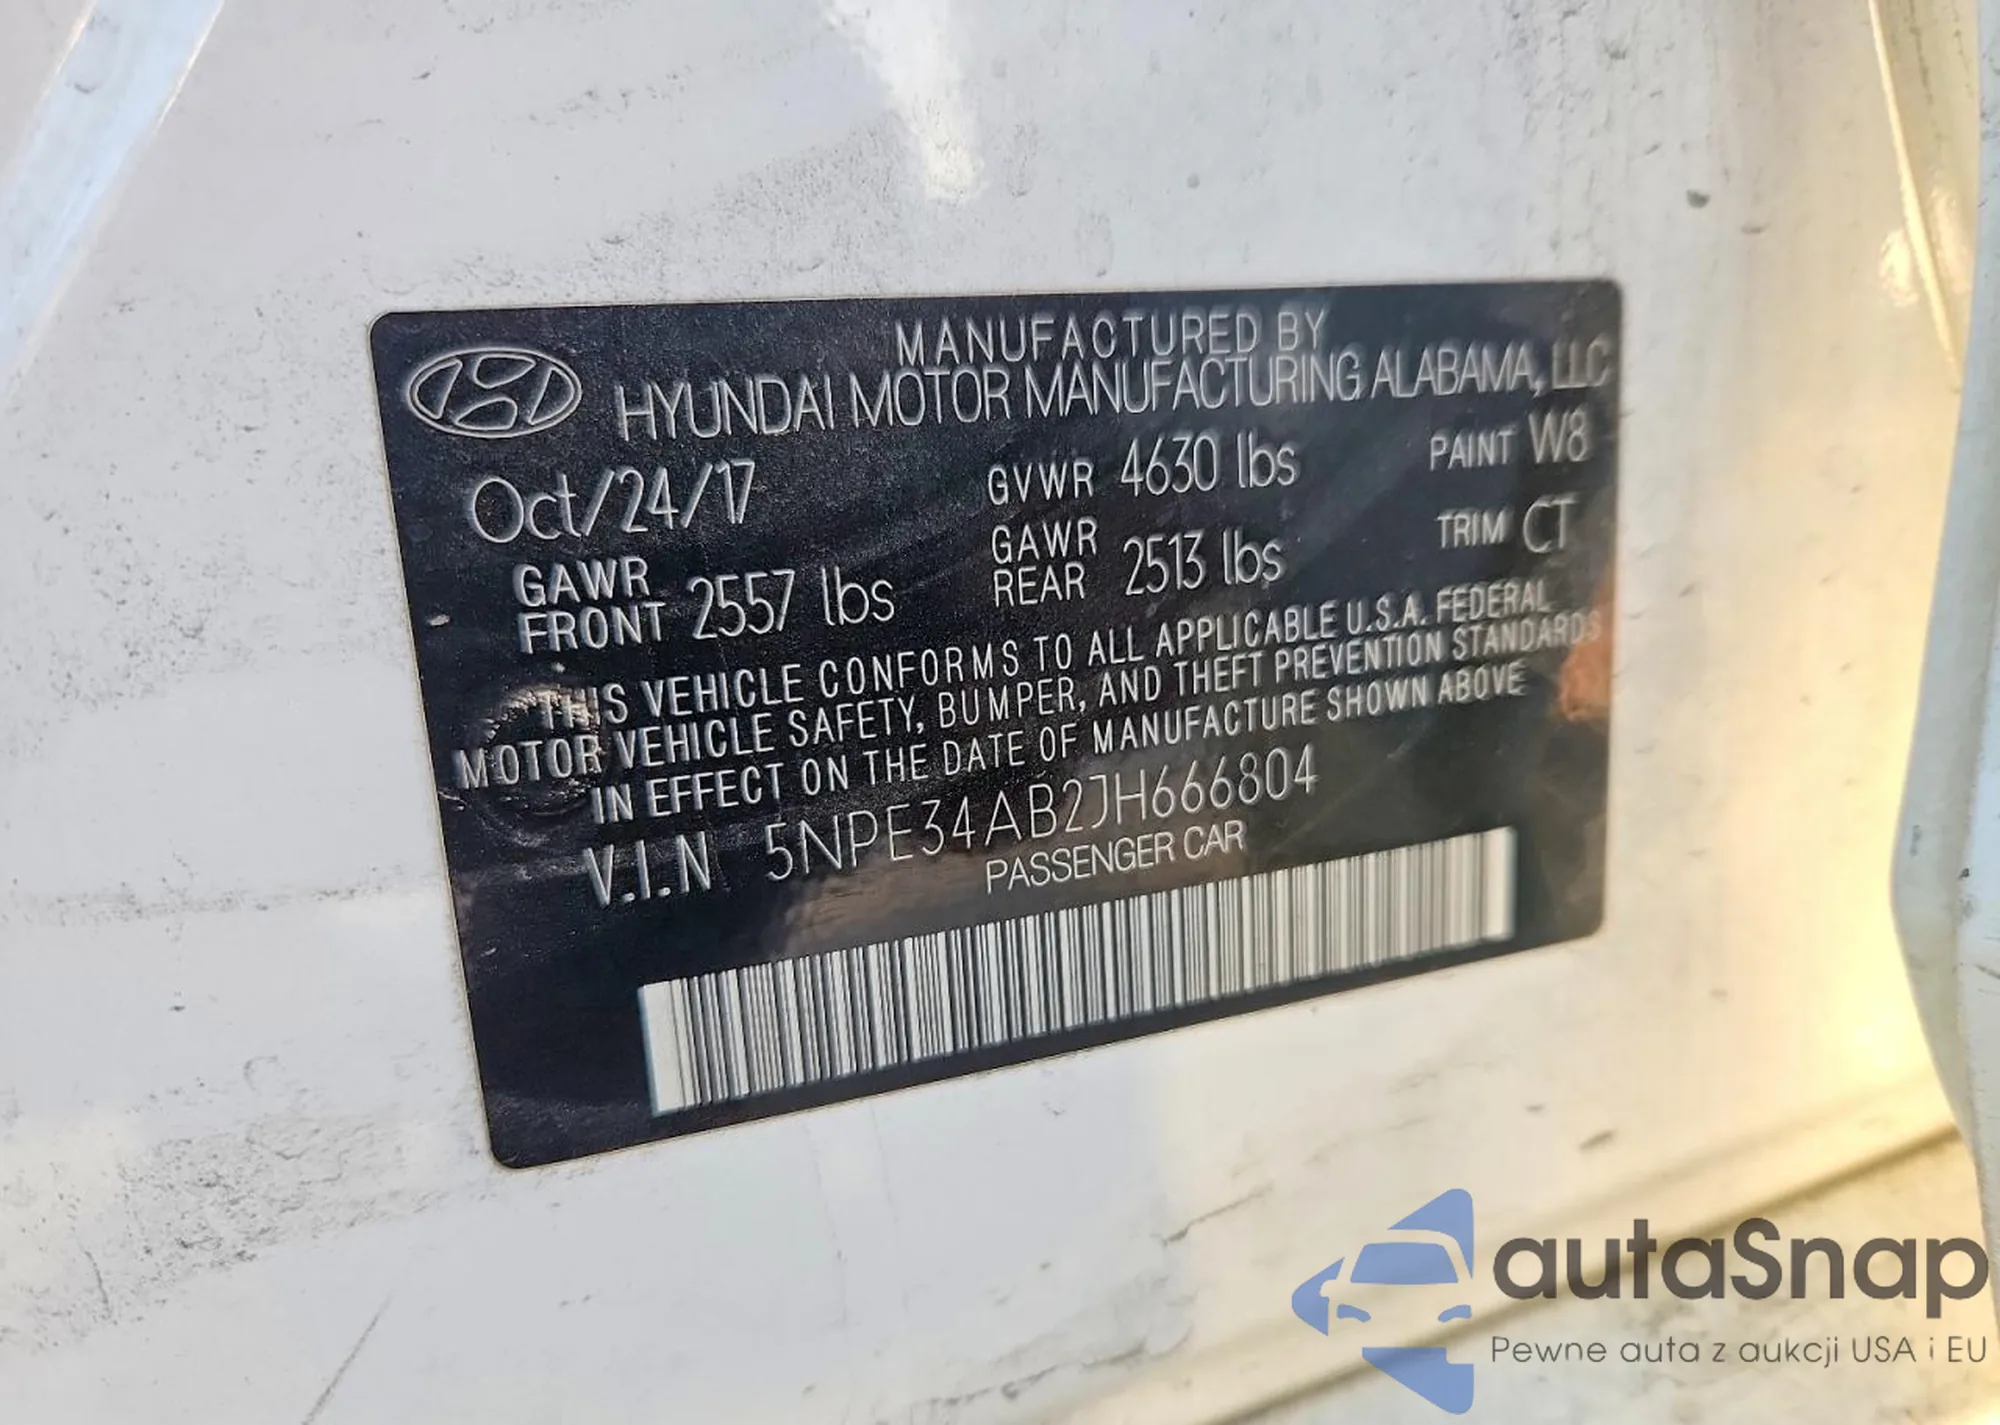 MANUFACTURED BY
HYUNDAI MOTOR MANUFACTURING ALABAMA, LLC
Oct/24/17 GVWR 4630 lbs PAINT W8
GAWR FRONT 2557 lbs GAWR REAR 2513 lbs TRIM CT
THIS VEHICLE CONFORMS TO ALL APPLICABLE U.S.A. FEDERAL
MOTOR VEHICLE SAFETY, BUMPER, AND THEFT PREVENTION STANDARDS
IN EFFECT ON THE DATE OF MANUFACTURE SHOWN ABOVE
V.I.N 5NPE34AB2JH666804
PASSENGER CAR
autaSnap
Pewne auta z aukcji USA i EU